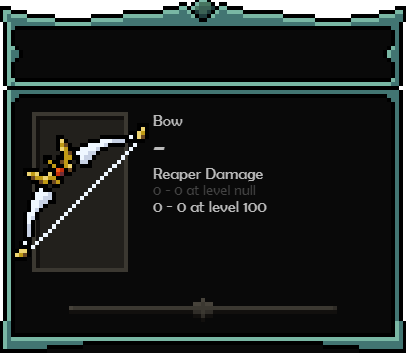 Bow
–
Reaper Damage
0 - 0 at level null
0 - 0 at level 100